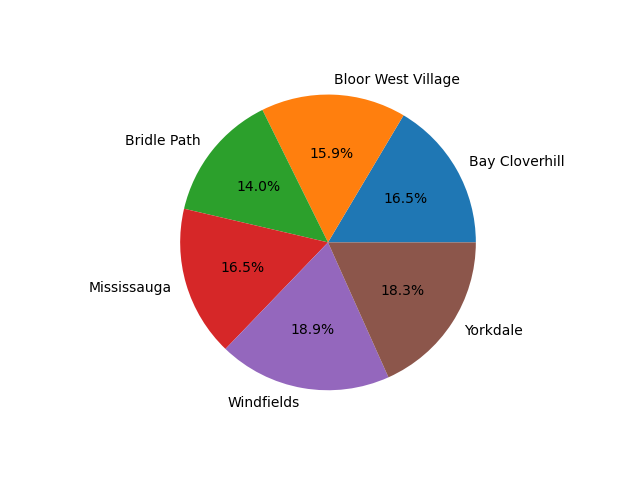 Bloor West Village
Bridle Path
15.9%
Bay Cloverhill
14.0%
16.5%
16.5%
Mississauga
18.3%
18.9%
Yorkdale
Windfields